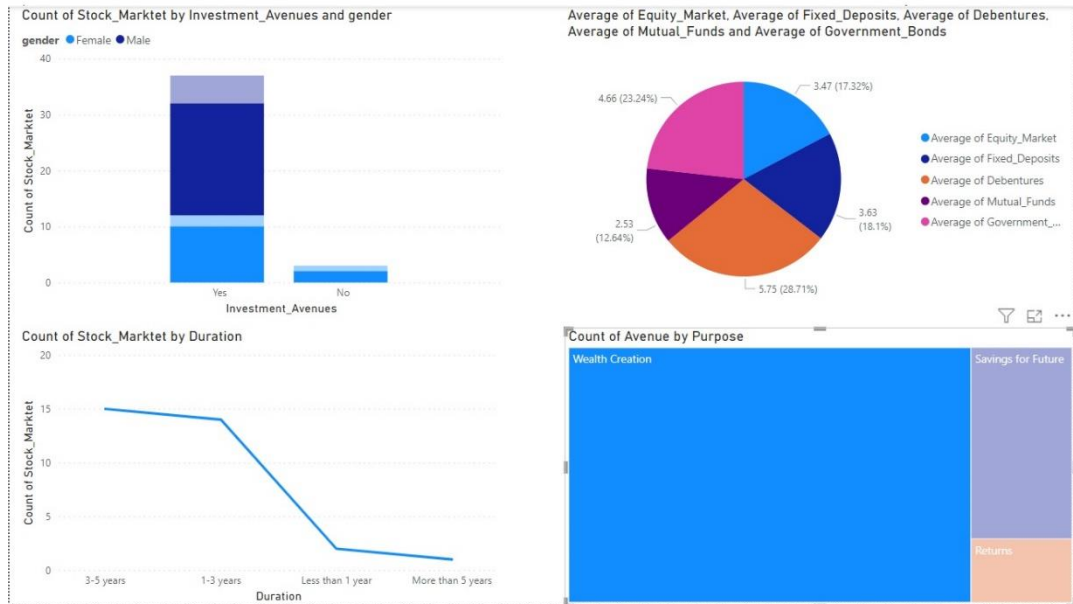 Count of Stock_Marktet by Investment_Avenues and gender
gender Female Male
Count of Stock_Marktet
40
30
20
10
0
Yes No
Investment_Avenues
Average of Equity_Market, Average of Fixed_Deposits, Average of Debentures,
Average of Mutual_Funds and Average of Government_Bonds
3.47 (17.32%)
4.66 (23.24%)
3.63
(18.1%)
2.53
(12.64%)
5.75 (28.71%)
Average of Equity_Market
Average of Fixed_Deposits
Average of Debentures
Average of Mutual_Funds
Average of Government_...
Count of Stock_Marktet by Duration
Count of Stock_Marktet
20
15
10
5
0
3-5 years 1-3 years Less than 1 year More than 5 years
Duration
Count of Avenue by Purpose
Wealth Creation
Savings for Future
Returns